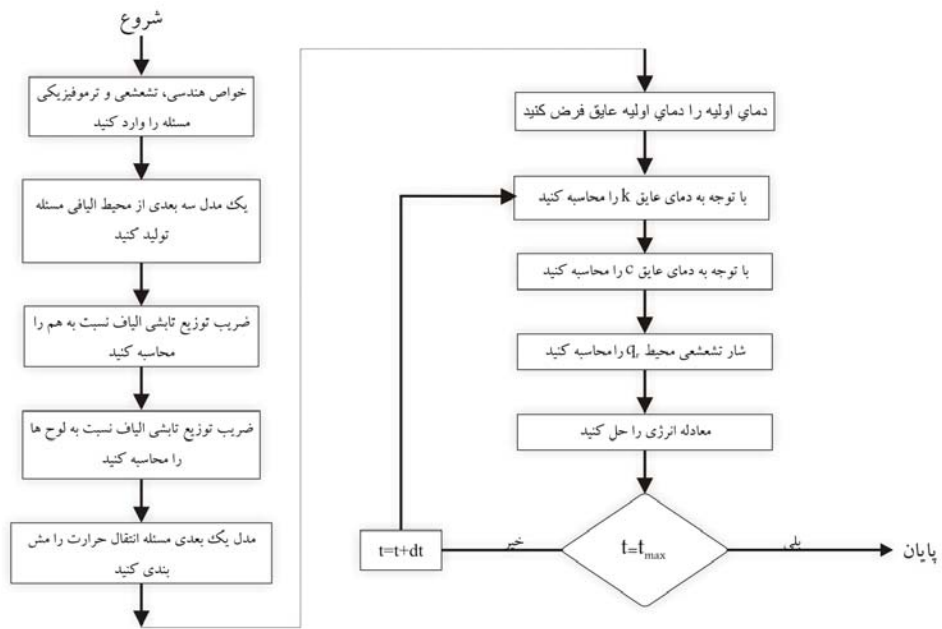 شروع
خواص هندسی، تشعشعی و ترموفیزیکی
مسئله را وارد کنید
یک مدل سه بعدی از محیط الیافی مسئله
تولید کنید
ضریب توزیع تابشی الیاف نسبت به هم را
محاسبه کنید
ضریب توزیع تابشی الیاف نسبت به لوح ها
را محاسبه کنید
مدل یک بعدی مسئله انتقال حرارت را مش
بندی کنید
دمای اولیه را دمای اولیه عایق فرض کنید
با توجه به دمای عایق k را محاسبه کنید
با توجه به دمای عایق c را محاسبه کنید
شار تشعشعی محیط qr را محاسبه کنید
معادله انرژی را حل کنید
t=tmax
خیر
t=t+dt
بلی
پایان